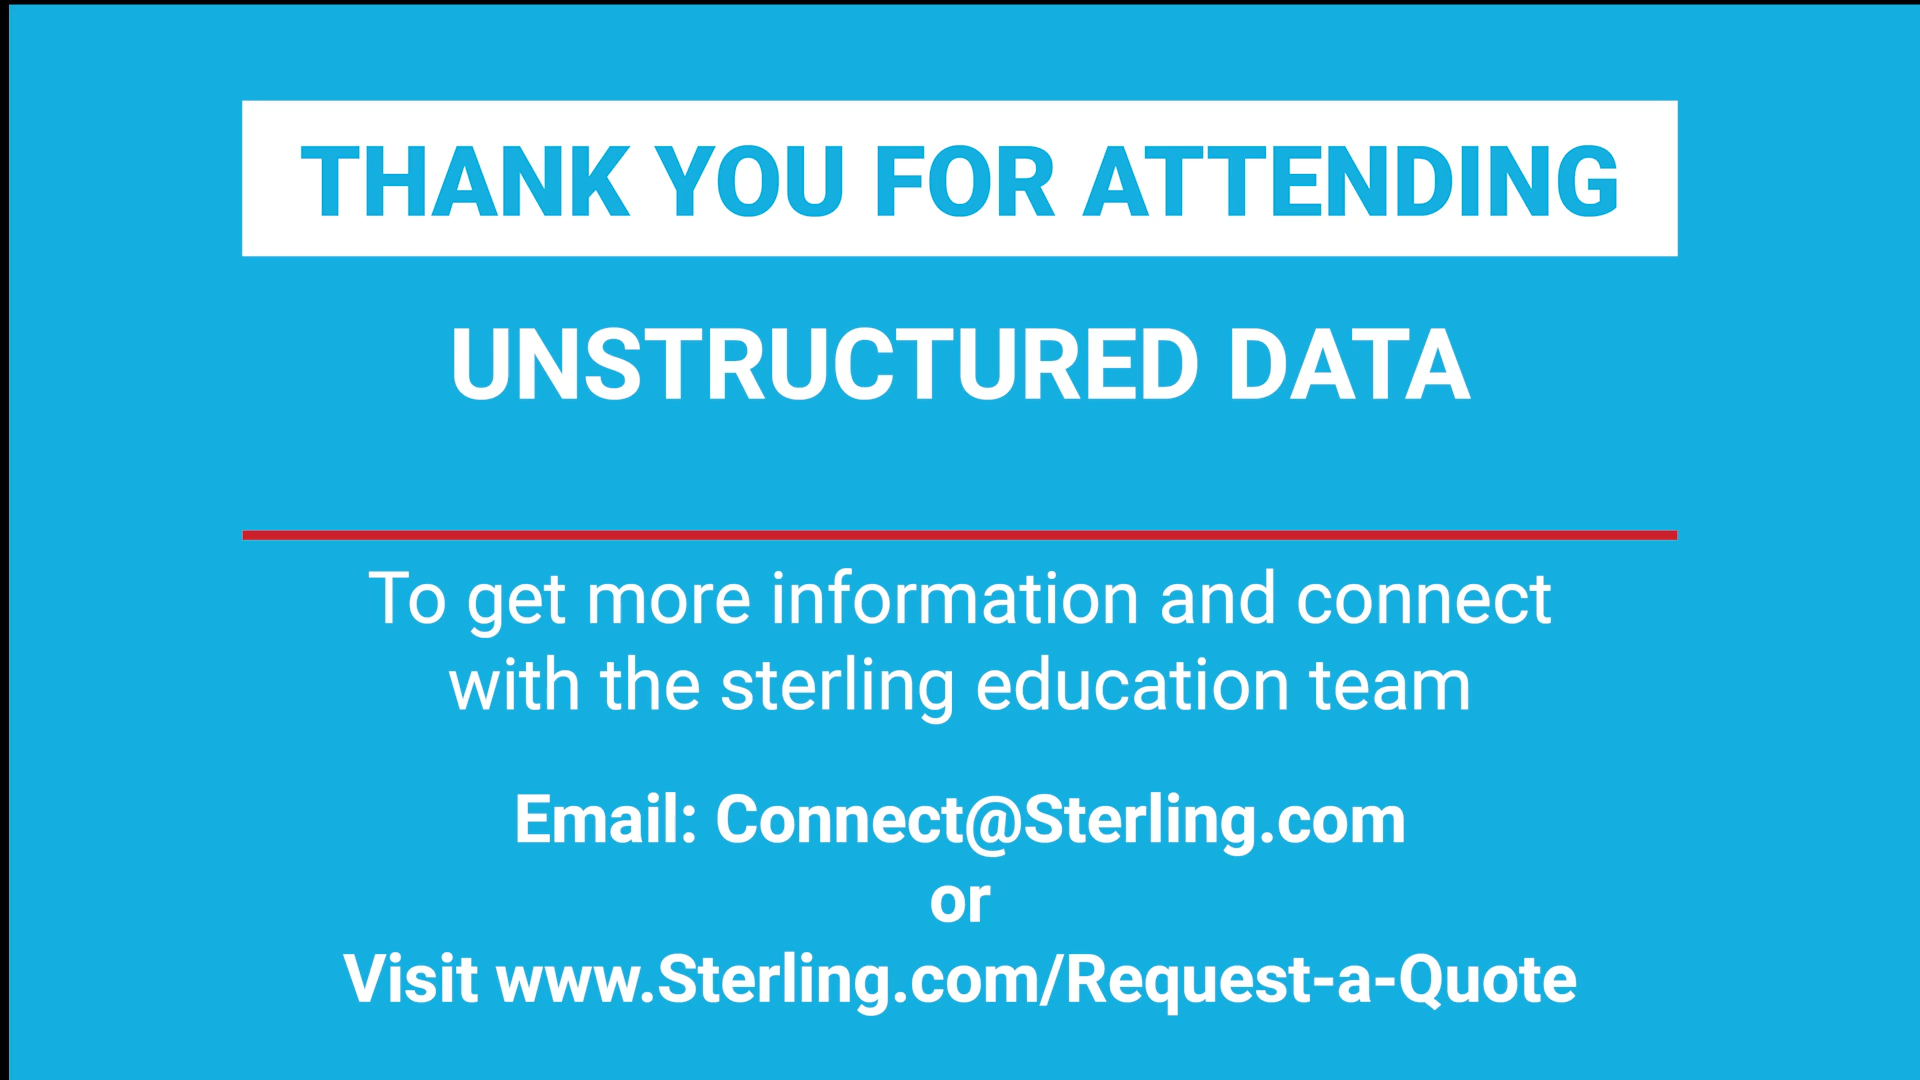 THANK YOU FOR ATTENDING
UNSTRUCTURED DATA
To get more information and connect
with the sterling education team
Email: Connect@Sterling.com
or
Visit www.Sterling.com/Request-a-Quote